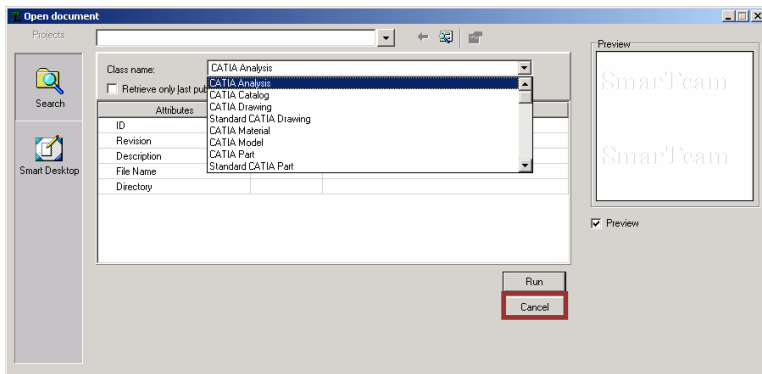 Open document
Projects
Search
Smart Desktop
Class name:
CATIA Analysis
Retrieve only last pub
CATIA Analysis
CATIA Catalog
CATIA Drawing
Standard CATIA Drawing
CATIA Material
CATIA Model
CATIA Part
Standard CATIA Part
Attributes
ID
Revision
Description
File Name
Directory
Run
Cancel
Preview
SmarTeam
SmarTeam
Preview